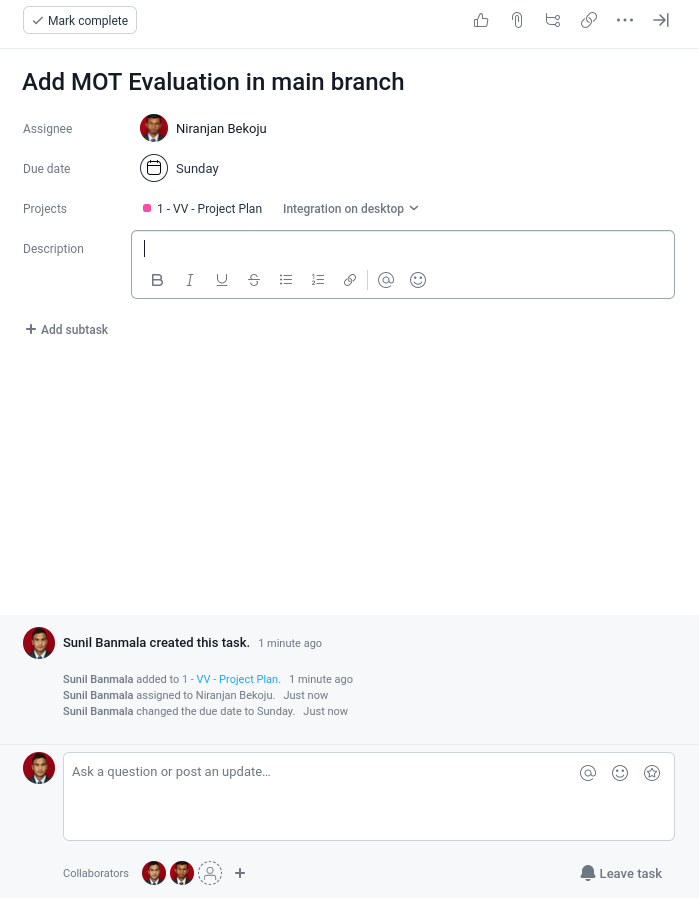 Mark complete
Add MOT Evaluation in main branch
Assignee Niranjan Bekoju
Due date Sunday
Projects 1 - VV - Project Plan Integration on desktop
Description
B I U S
Add subtask
Sunil Banmala created this task. 1 minute ago
Sunil Banmala added to 1 - VV - Project Plan. 1 minute ago
Sunil Banmala assigned to Niranjan Bekoju. Just now
Sunil Banmala changed the due date to Sunday. Just now
Ask a question or post an update...
Collaborators Leave task